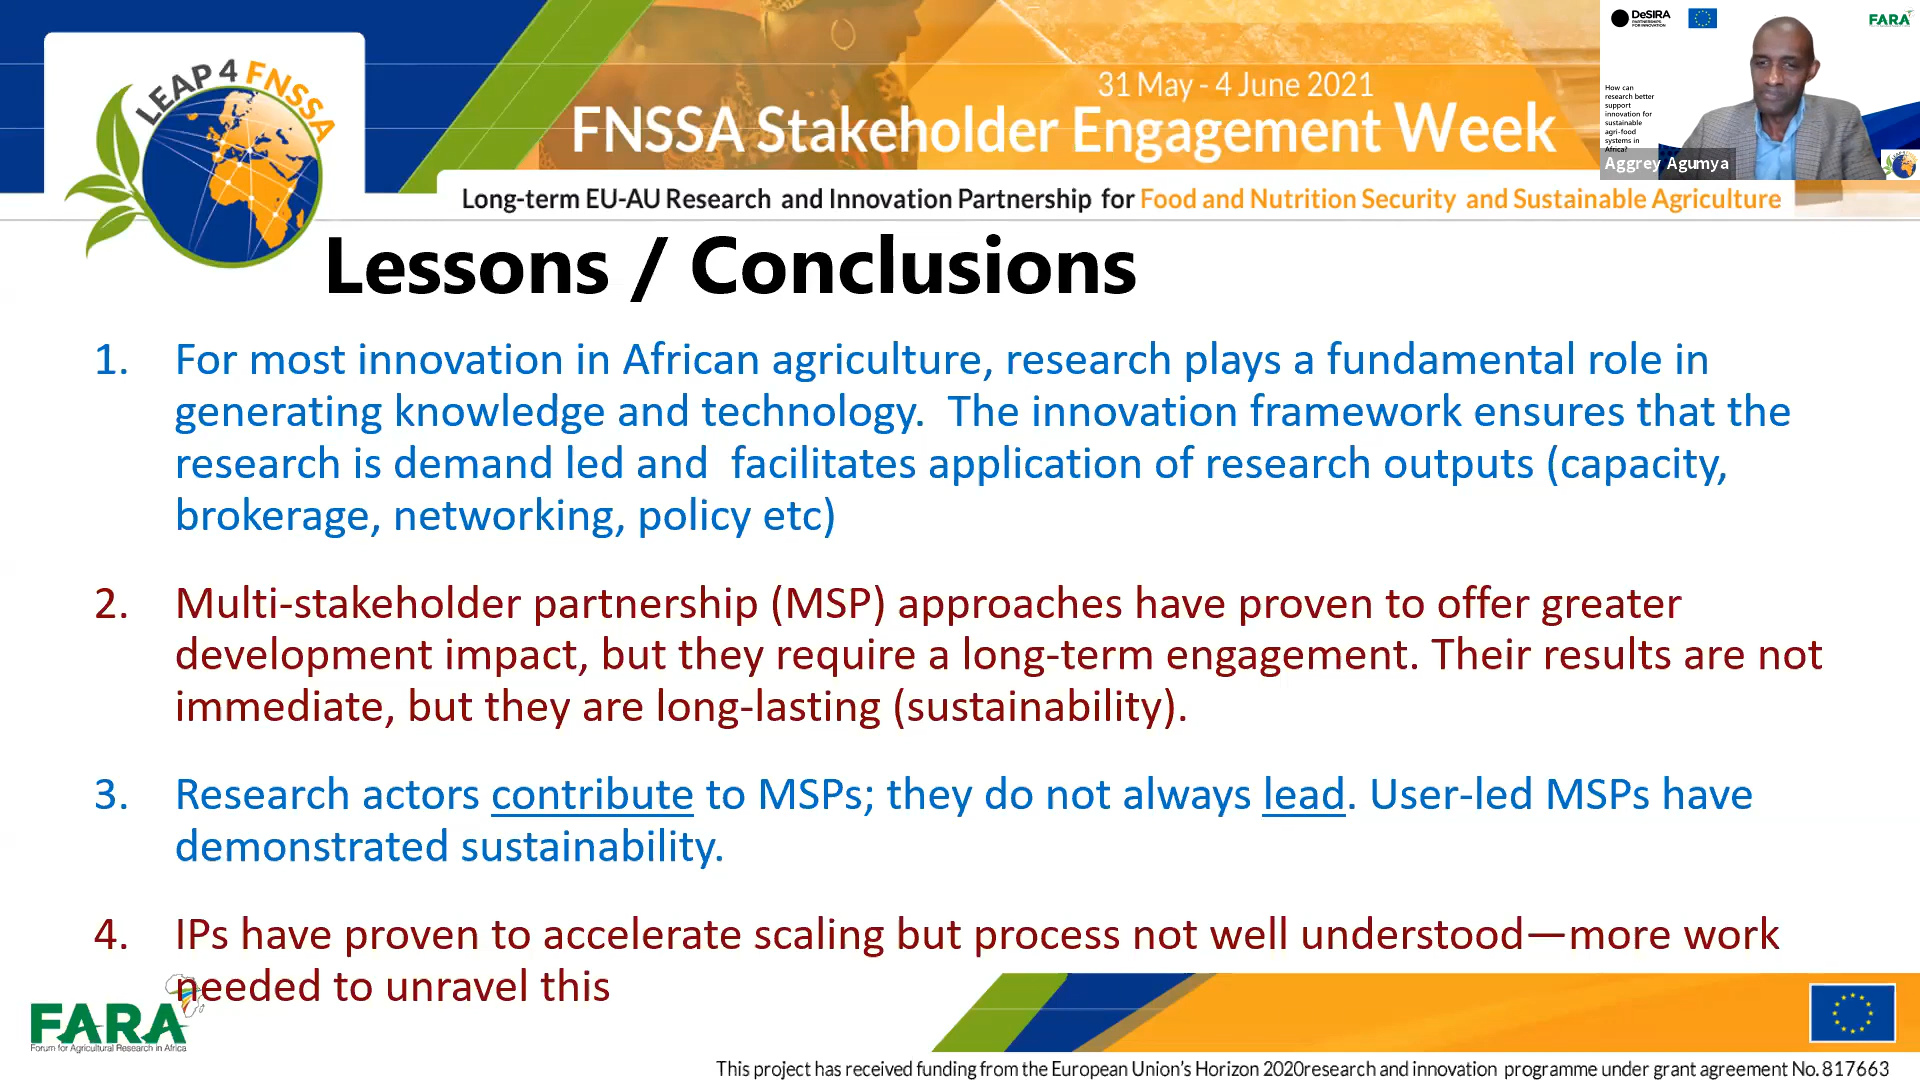 LEAP 4 FNSSA
31 May - 4 June 2021
FNSSA Stakeholder Engagement Week
Long-term EU-AU Research and Innovation Partnership for Food and Nutrition Security and Sustainable Agriculture
DeSIRA
FARA
How can
research better
support
innovation for
sustainable
agri-food
systems in
Africa?
Aggrey Agumya
Lessons / Conclusions
1. For most innovation in African agriculture, research plays a fundamental role in
generating knowledge and technology.  The innovation framework ensures that the
research is demand led and  facilitates application of research outputs (capacity,
brokerage, networking, policy etc)
2. Multi-stakeholder partnership (MSP) approaches have proven to offer greater
development impact, but they require a long-term engagement. Their results are not
immediate, but they are long-lasting (sustainability).
3. Research actors contribute to MSPs; they do not always lead. User-led MSPs have
demonstrated sustainability.
4. IPs have proven to accelerate scaling but process not well understood—more work
needed to unravel this
FARA
Forum for Agricultural Research in Africa
This project has received funding from the European Union's Horizon 2020research and innovation programme under grant agreement No. 817663